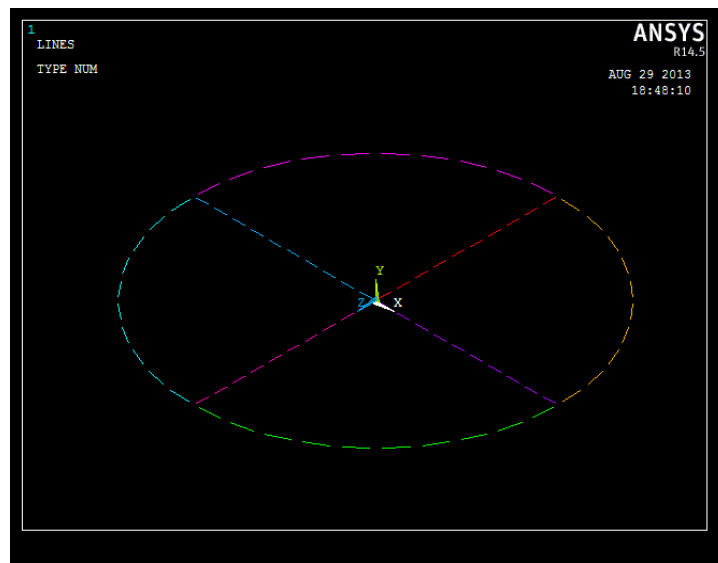 1
LINES
TYPE NUM
ANSYS
R14.5
AUG 29 2013
18:48:10
Y
Z X